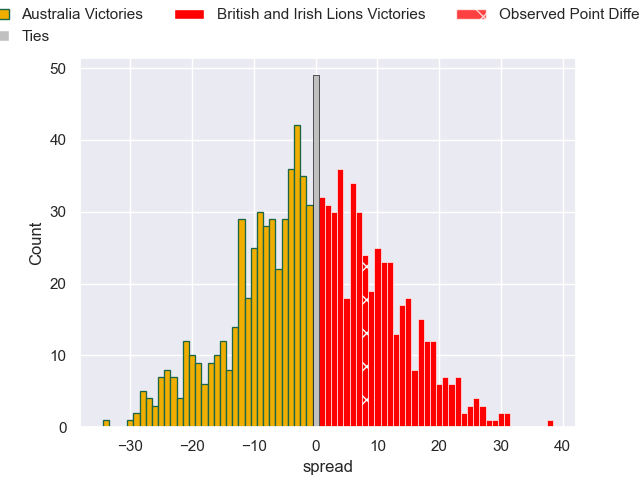 Australia Victories British and Irish Lions Victories Observed Point Diffe
Ties
50
40
30
20
10
0
Count
−30 −20 −10 0 10 20 30 40
spread